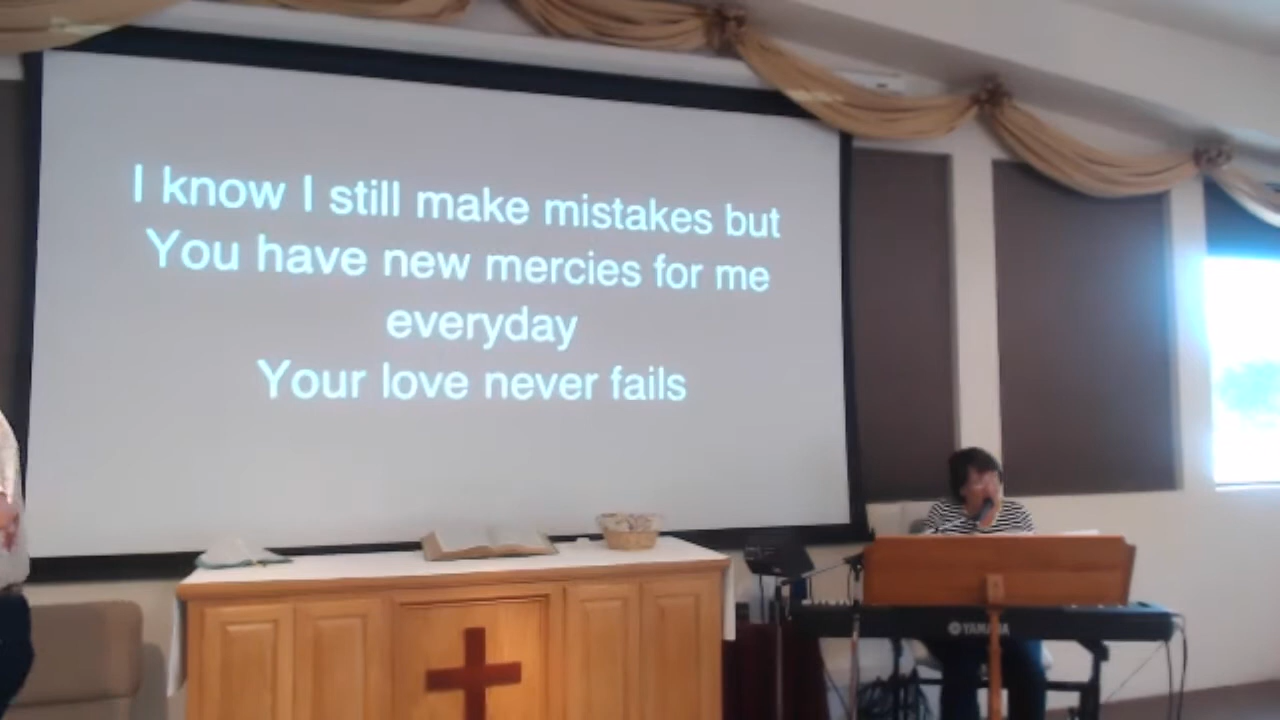 I know I still make mistakes but
You have new mercies for me
everyday
Your love never fails
YAMAHA